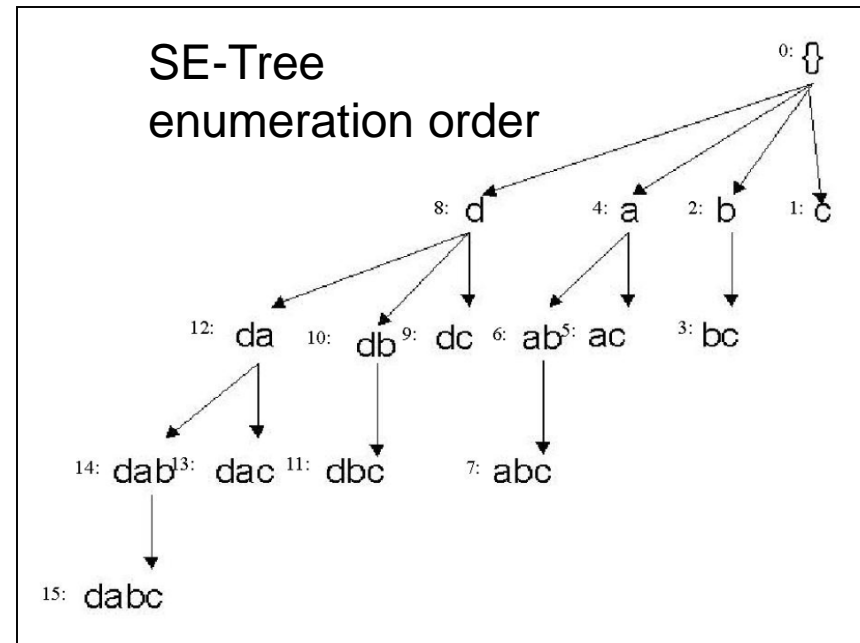 SE-Tree
enumeration order
0: {}
8: d 4: a 2: b 1: c
12: da 10: db 9: dc 6: ab 5: ac 3: bc
14: dab 13: dac 11: dbc 7: abc
15: dabc